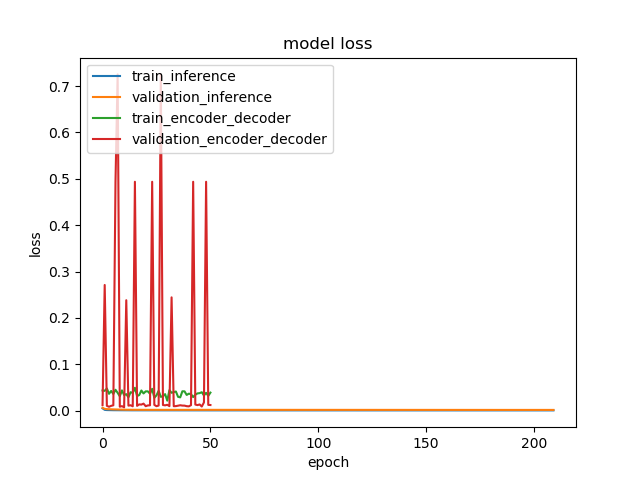 model loss
train_inference
validation_inference
train_encoder_decoder
validation_encoder_decoder
loss
0.7
0.6
0.5
0.4
0.3
0.2
0.1
0.0
0
50
100
150
200
epoch